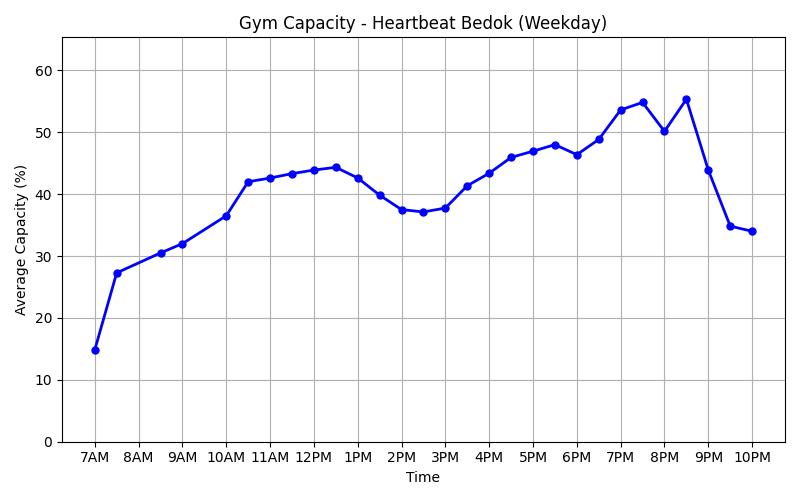 Gym Capacity - Heartbeat Bedok (Weekday)
Average Capacity (%)
60
50
40
30
20
10
0
7AM 8AM 9AM 10AM 11AM 12PM 1PM 2PM 3PM 4PM 5PM 6PM 7PM 8PM 9PM 10PM
Time